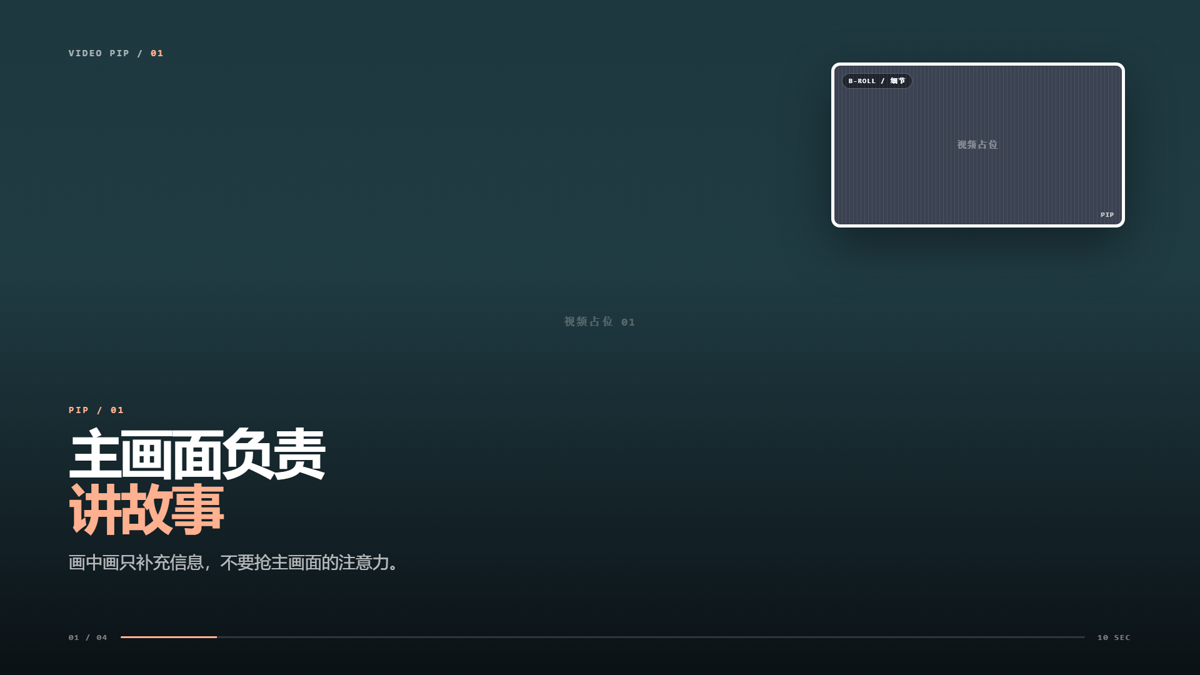 VIDEO PIP / 01
B-ROLL / 细节
视频占位
PIP
视频占位 01
PIP / 01
主画面负责
讲故事
画中画只补充信息，不要抢主画面的注意力。
01 / 04
10 SEC